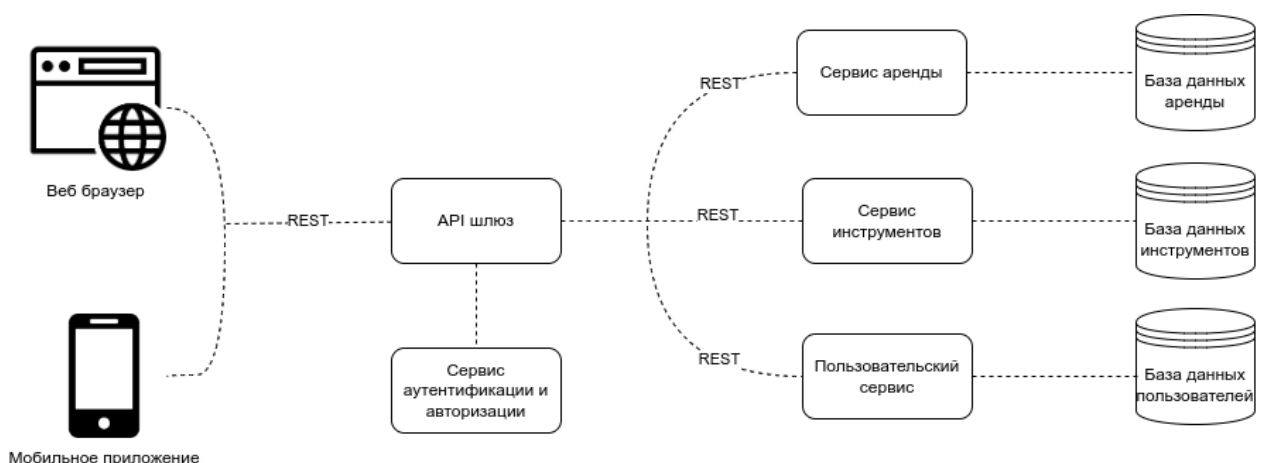 Веб браузер
Мобильное приложение
REST
API шлюз
Сервис
аутентификации и
авторизации
REST
Сервис аренды
База данных
аренды
REST
Сервис
инструментов
База данных
инструментов
REST
Пользовательский
сервис
База данных
пользователей